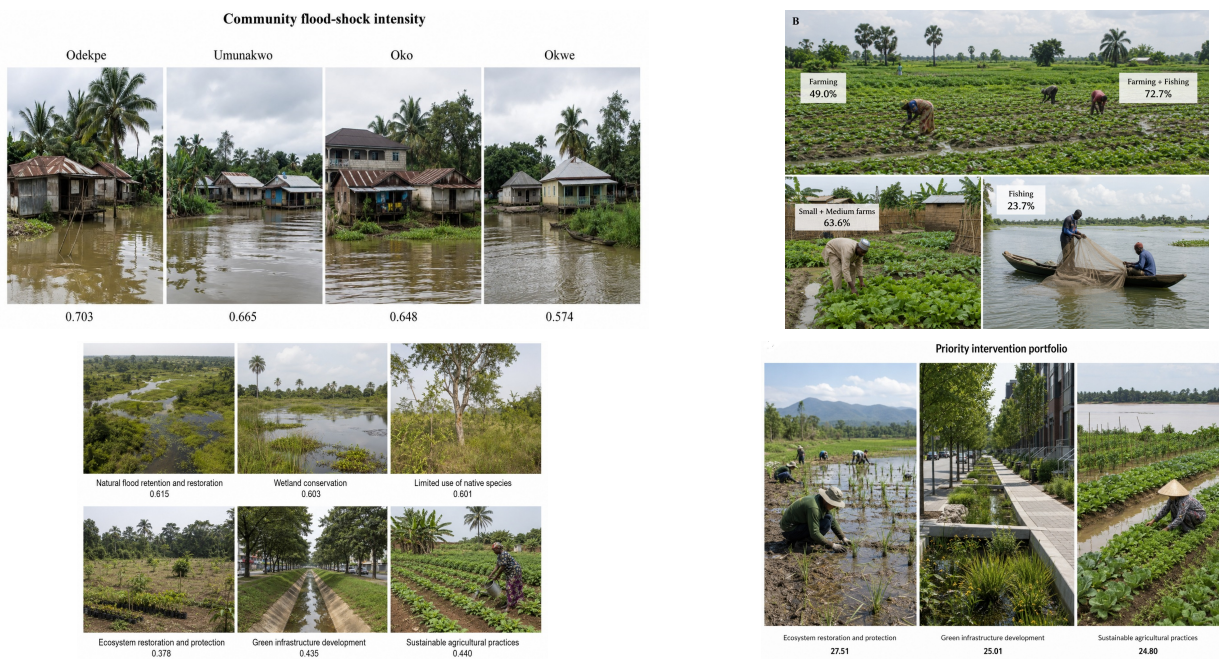 Community flood-shock intensity
Odekpe
Umunakwo
Oko
Okwe
0.703
0.665
0.648
0.574
B
Farming
49.0%
Farming + Fishing
72.7%
Small + Medium farms
63.6%
Fishing
23.7%
Natural flood retention and restoration
0.615
Wetland conservation
0.603
Limited use of native species
0.601
Ecosystem restoration and protection
0.378
Green infrastructure development
0.435
Sustainable agricultural practices
0.440
Priority intervention portfolio
Ecosystem restoration and protection
27.51
Green infrastructure development
25.01
Sustainable agricultural practices
24.80